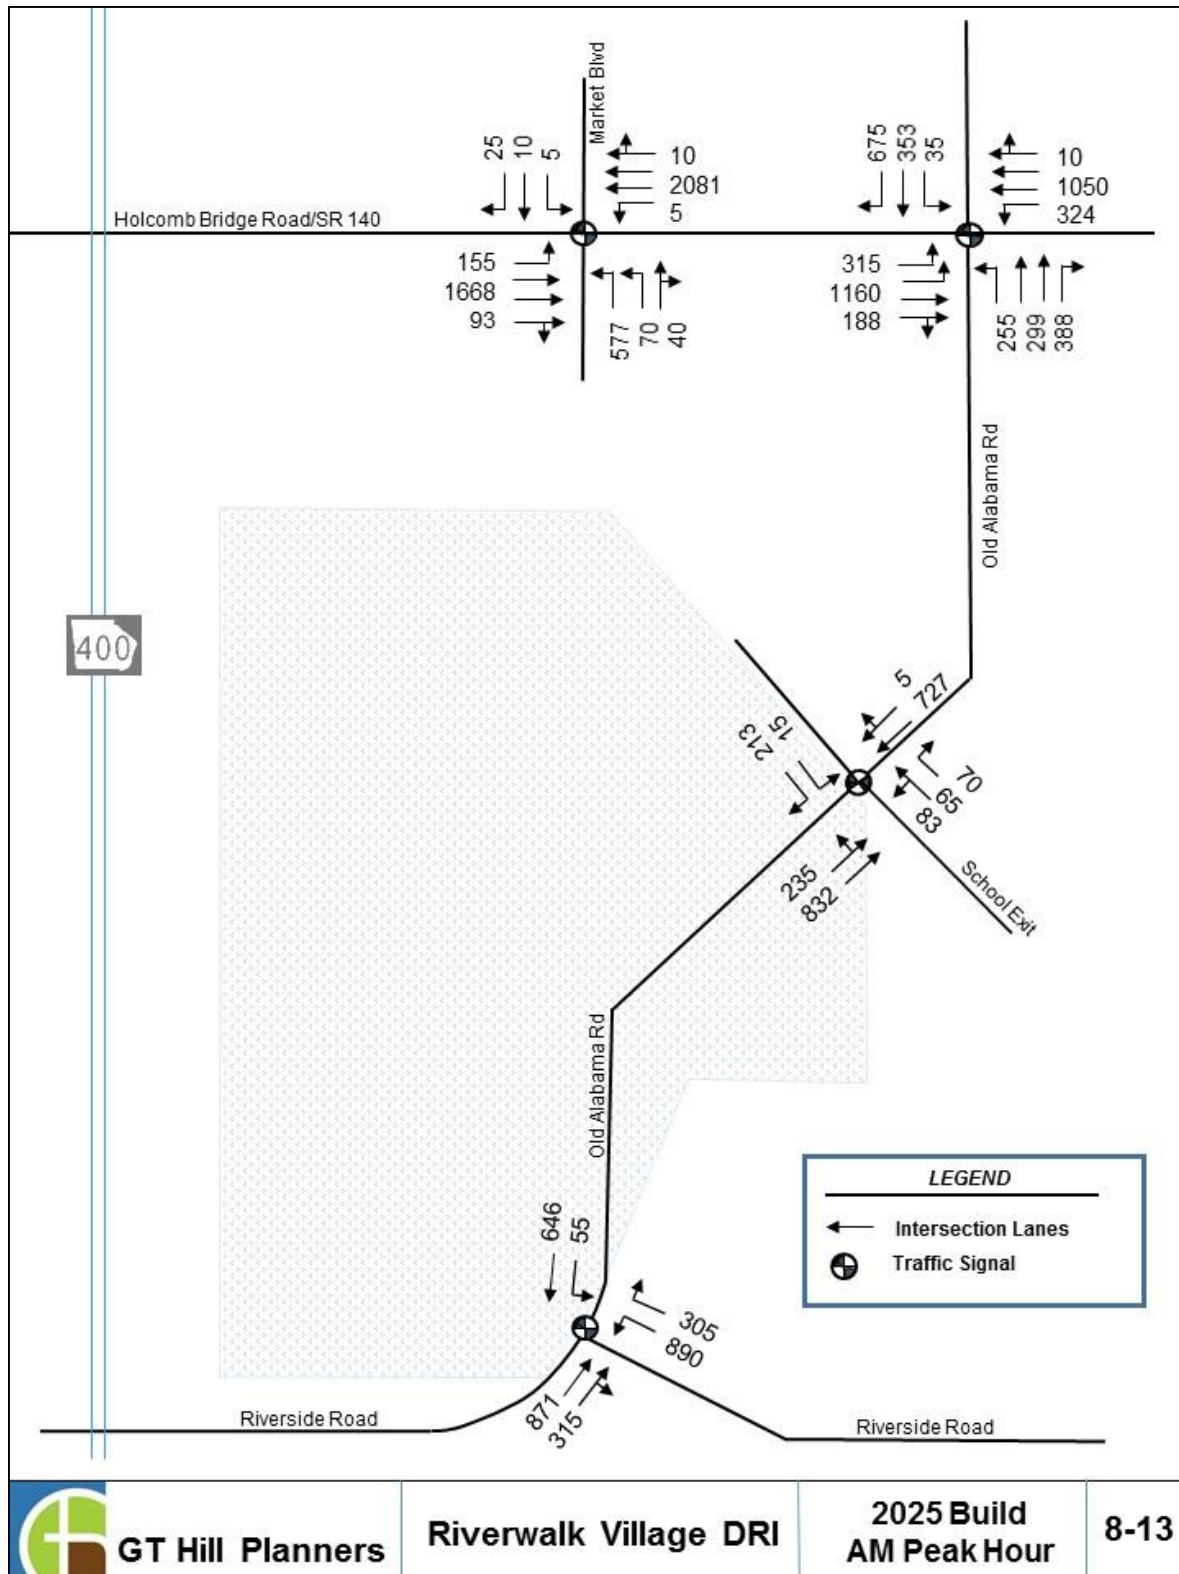 Market Blvd
25
10
5
10
2081
5
675
353
35
10
1050
324
Holcomb Bridge Road/SR 140
155
1668
93
577
70
40
315
1160
188
255
299
388
Old Alabama Rd
400
5
727
15
213
70
65
83
235
832
School Exit
Old Alabama Rd
LEGEND
Intersection Lanes
Traffic Signal
646
55
305
890
871
315
Riverside Road
Riverside Road
GT Hill Planners
Riverwalk Village DRI
2025 Build
AM Peak Hour
8-13